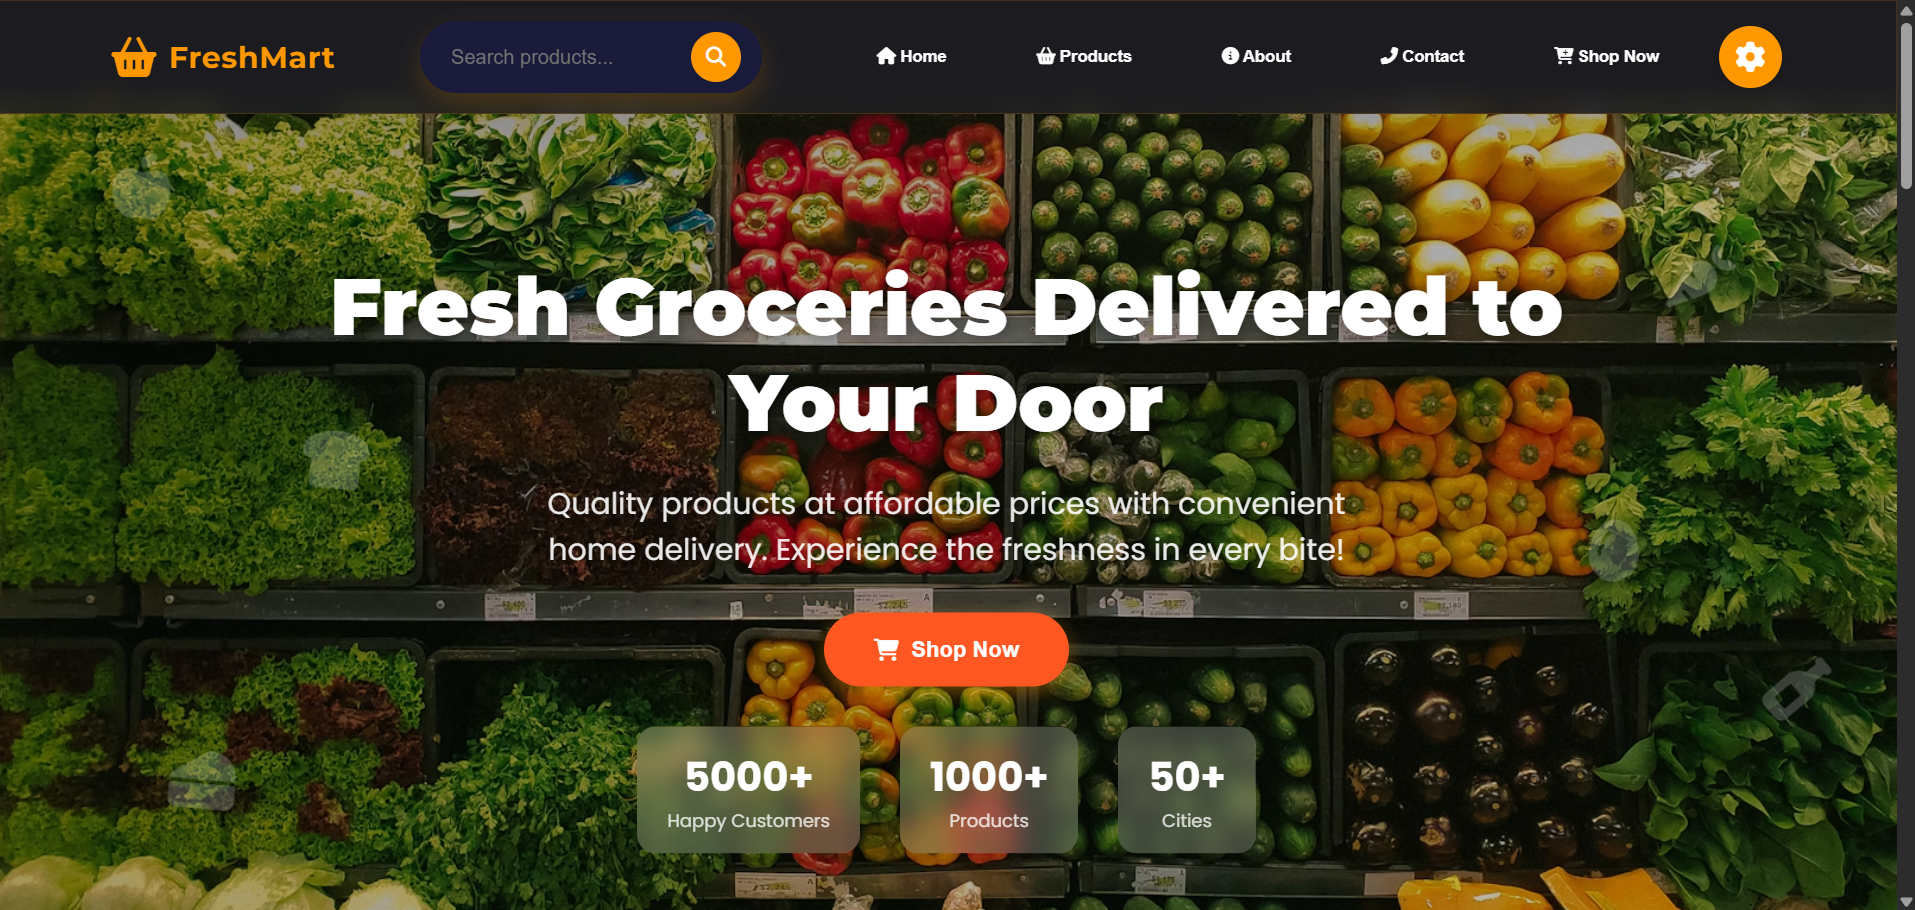 FreshMart
Search products...
Home
Products
About
Contact
Shop Now
Fresh Groceries Delivered to
Your Door
Quality products at affordable prices with convenient
home delivery. Experience the freshness in every bite!
Shop Now
5000+
Happy Customers
1000+
Products
50+
Cities